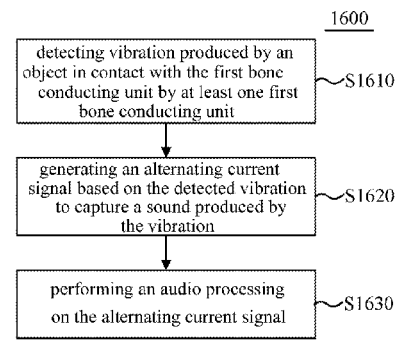 1600
detecting vibration produced by an
object in contact with the first bone
conducting unit by at least one first
bone conducting unit
S1610
generating an alternating current
signal based on the detected vibration
to capture a sound produced by
the vibration
S1620
performing an audio processing
on the alternating current signal
S1630